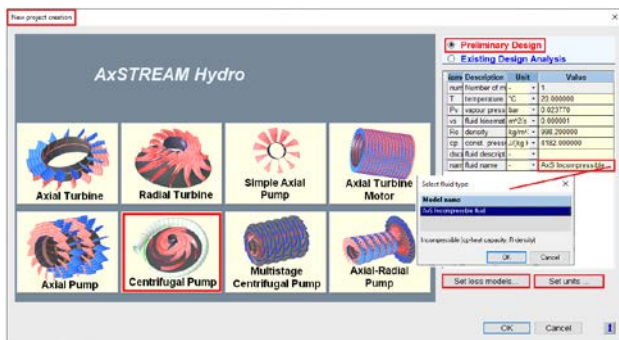 New project creation
AxSTREAM Hydro
Axial Turbine
Radial Turbine
Simple Axial
Pump
Axial Turbine
Motor
Axial Pump
Centrifugal Pump
Multistage
Centrifugal Pump
Axial-Radial
Pump
Preliminary Design
Existing Design Analysis
Description Unit Value
Number of m - 1
T temperature °C 20.000000
Pv vapour press bar 0.023770
vs fluid kinemat m^2/s 0.000001
Ro density kg/m^ 998.200000
cp const. press J/(kg 4182.000000
fluid descript -
nam fluid name - AxS Incompressible
Select fluid type
Model name
AxS Incompressible fluid
Incompressible (cp-heat capacity, R-density)
OK Cancel
Set loss models... Set units ...
OK Cancel